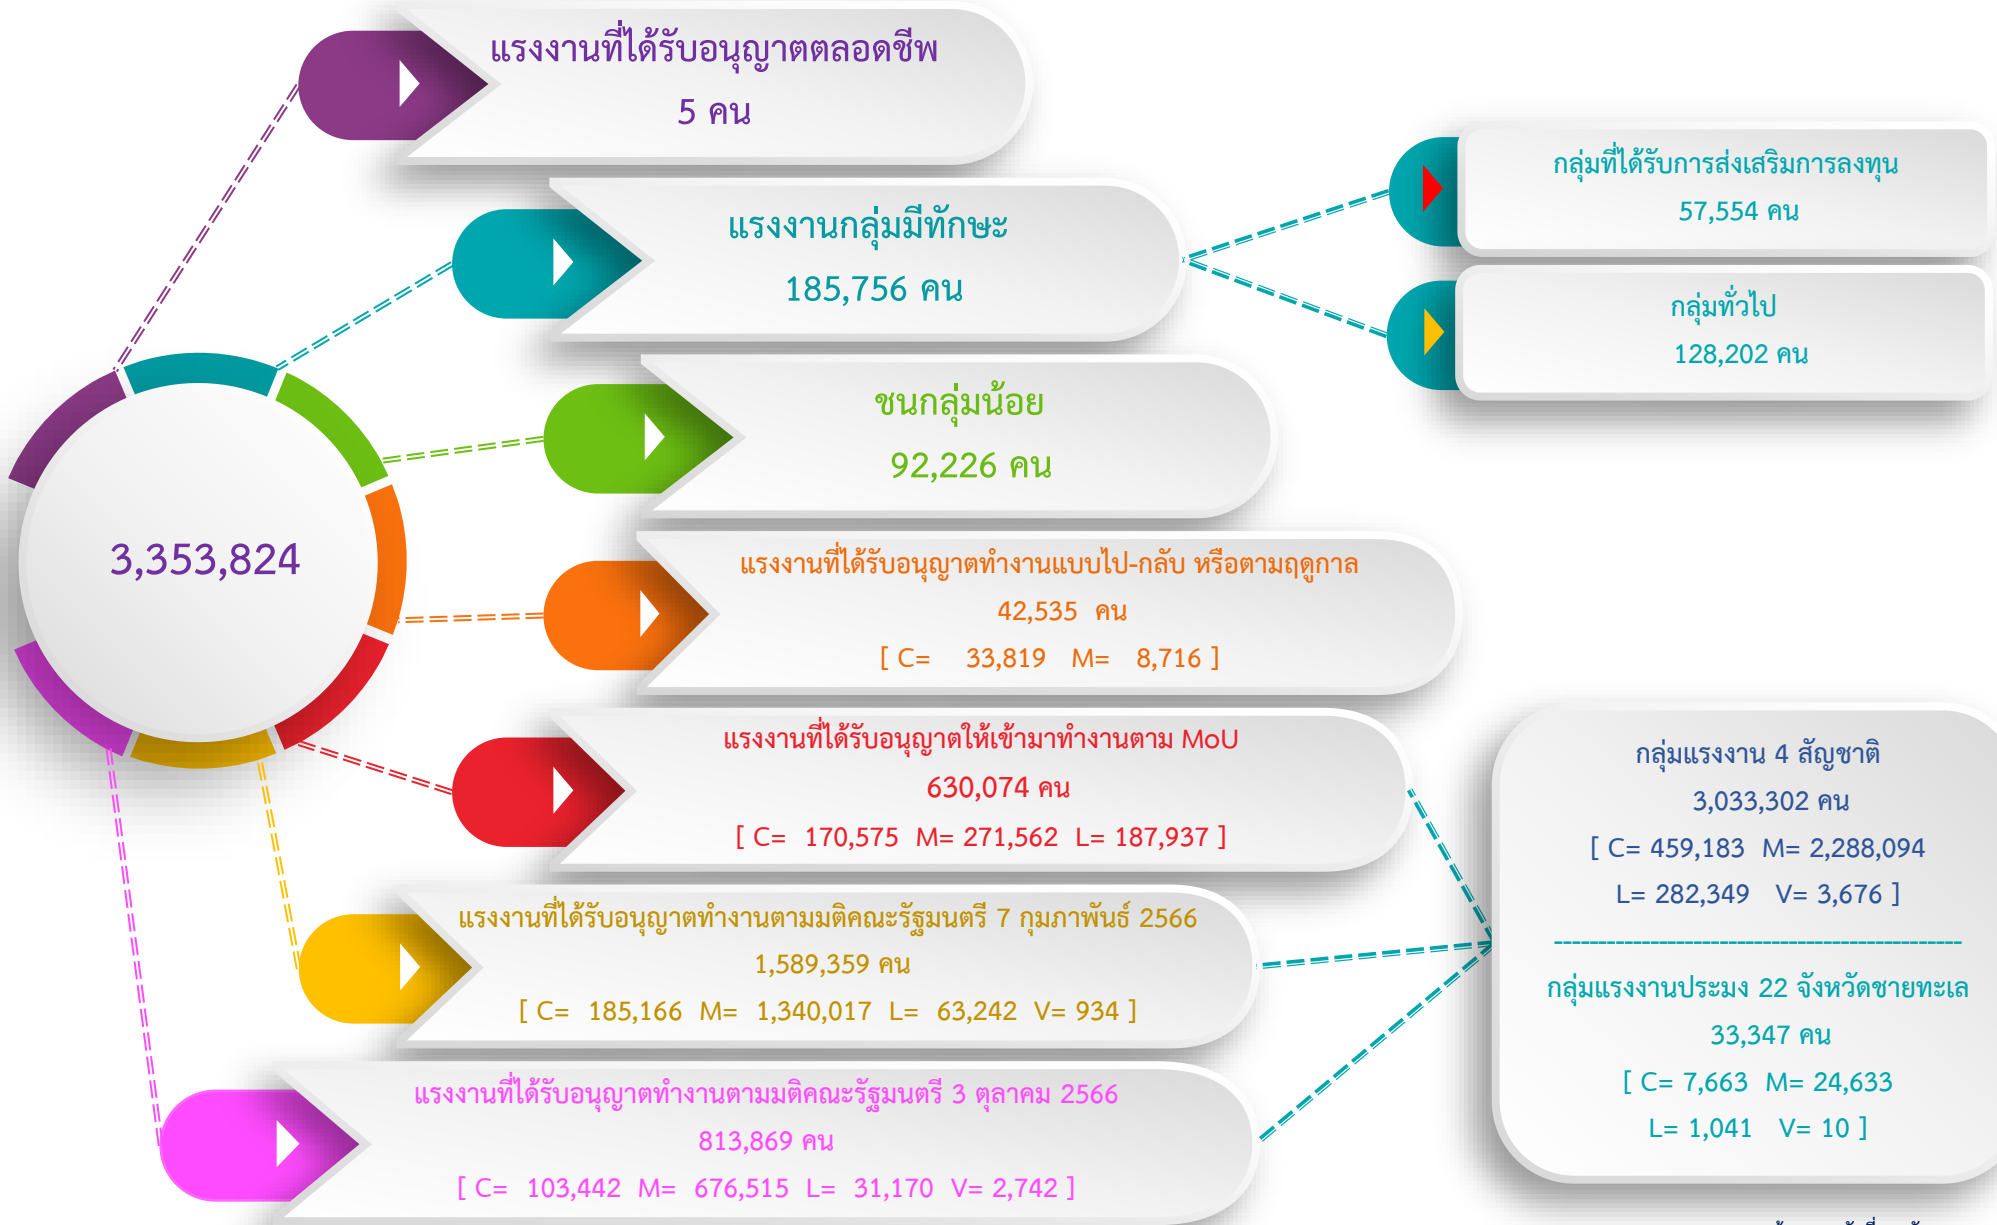 แรงงานที่ได้รับอนุญาตตลอดชีพ
5 คน
แรงงานกลุ่มมีทักษะ
185,756 คน
กลุ่มที่ได้รับการส่งเสริมการลงทุน
57,554 คน
กลุ่มทั่วไป
128,202 คน
ชนกลุ่มน้อย
92,226 คน
3,353,824
แรงงานที่ได้รับอนุญาตทำงานแบบไป-กลับ หรือตามฤดูกาล
42,535 คน
[ C= 33,819 M= 8,716 ]
แรงงานที่ได้รับอนุญาตให้เข้ามาทำงานตาม MoU
630,074 คน
[ C= 170,575 M= 271,562 L= 187,937 ]
แรงงานที่ได้รับอนุญาตทำงานตามมติคณะรัฐมนตรี 7 กุมภาพันธ์ 2566
1,589,359 คน
[ C= 185,166 M= 1,340,017 L= 63,242 V= 934 ]
แรงงานที่ได้รับอนุญาตทำงานตามมติคณะรัฐมนตรี 3 ตุลาคม 2566
813,869 คน
[ C= 103,442 M= 676,515 L= 31,170 V= 2,742 ]
กลุ่มแรงงาน 4 สัญชาติ
3,033,302 คน
[ C= 459,183 M= 2,288,094
L= 282,349 V= 3,676 ]
--------------------------------------------
กลุ่มแรงงานประมง 22 จังหวัดชายทะเล
33,347 คน
[ C= 7,663 M= 24,633
L= 1,041 V= 10 ]